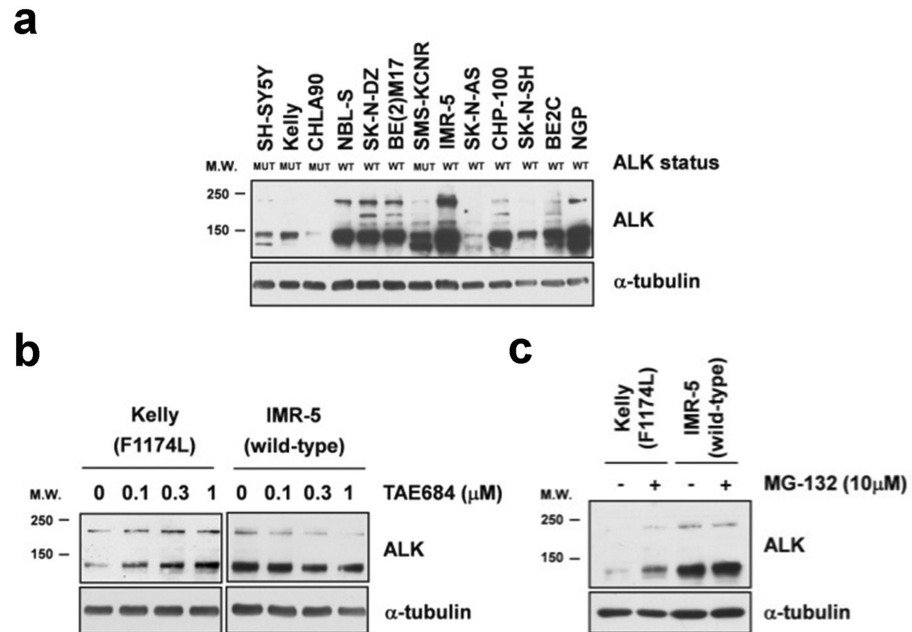 a
SH-SY5Y Kelly CHLA90 NBL-S SK-N-DZ BE(2)M17 SMS-KCNR IMR-5 SK-N-AS CHP-100 SK-N-SH BE2C NGP
M.W. MUT MUT MUT WT WT WT MUT WT WT WT WT WT WT ALK status
250
ALK
150
α-tubulin
b
Kelly IMR-5
(F1174L) (wild-type)
0 0.1 0.3 1 0 0.1 0.3 1 TAE684 (μM)
M.W.
250
ALK
150
α-tubulin
c
Kelly
(F1174L)
IMR-5
(wild-type)
- + - + MG-132 (10μM)
M.W.
250
ALK
150
α-tubulin